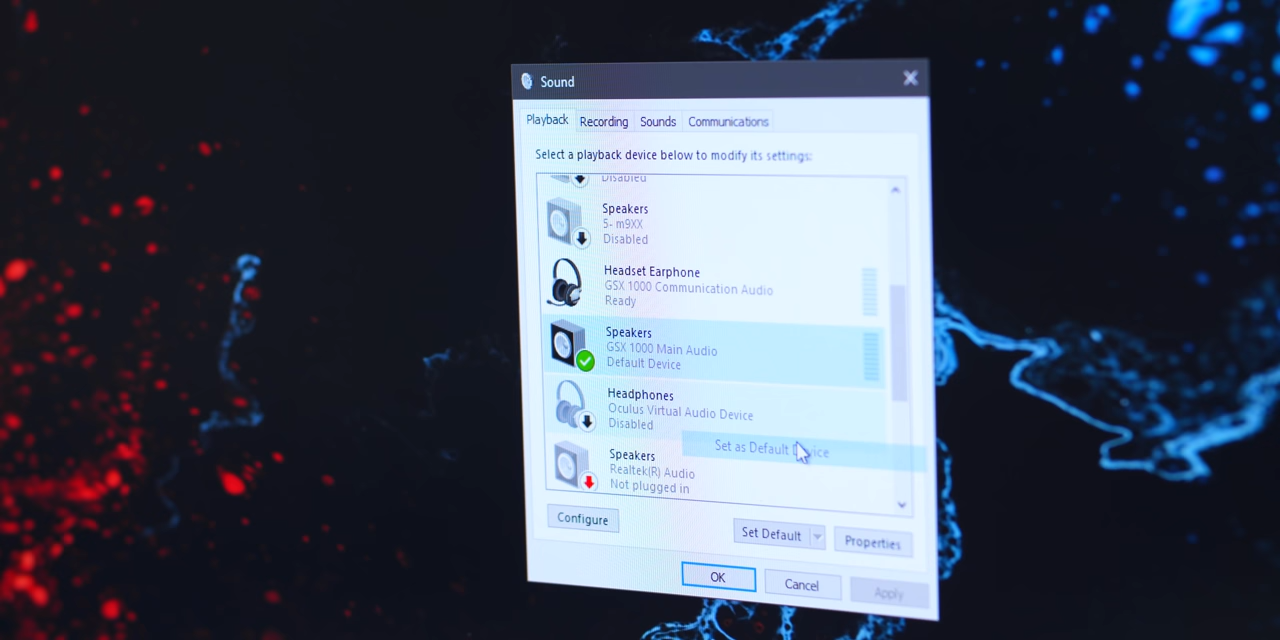 Sound
Playback Recording Sounds Communications
Select a playback device below to modify its settings:
Disabled
Speakers
5- m9XX
Disabled
Headset Earphone
GSX 1000 Communication Audio
Ready
Speakers
GSX 1000 Main Audio
Default Device
Headphones
Oculus Virtual Audio Device
Disabled
Set as Default Device
Speakers
Realtek(R) Audio
Not plugged in
Configure
Set Default
Properties
OK
Cancel
Apply